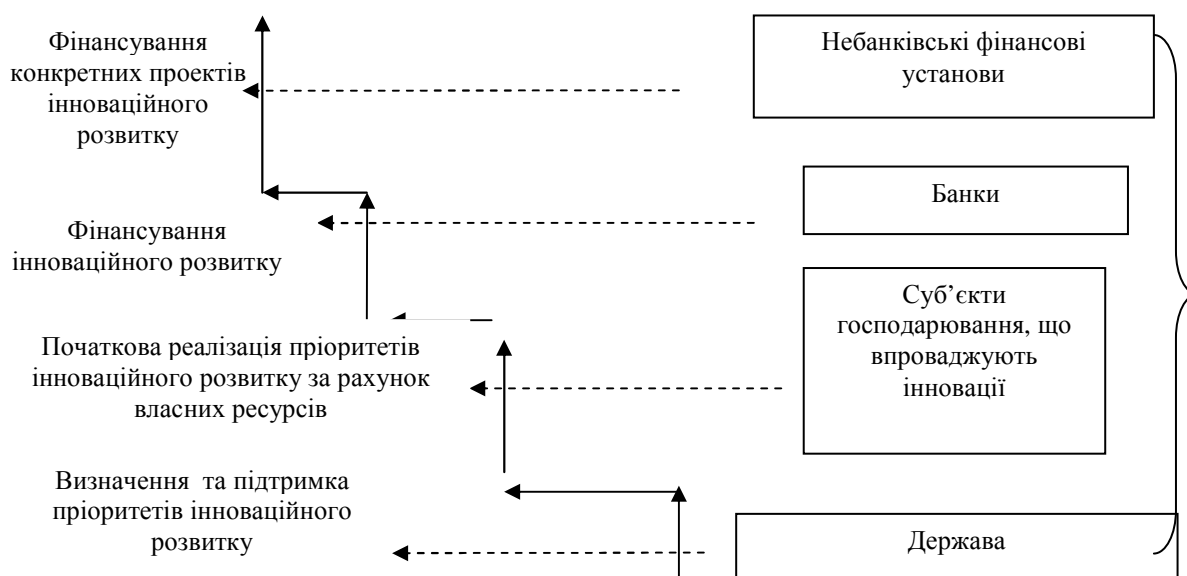 Фінансування
конкретних проектів
інноваційного
розвитку
Небанківські фінансові
установи
Фінансування
інноваційного розвитку
Банки
Початкова реалізація пріоритетів
інноваційного розвитку за рахунок
власних ресурсів
Суб’єкти
господарювання, що
впроваджують
інновації
Визначення та підтримка
пріоритетів інноваційного
розвитку
Держава